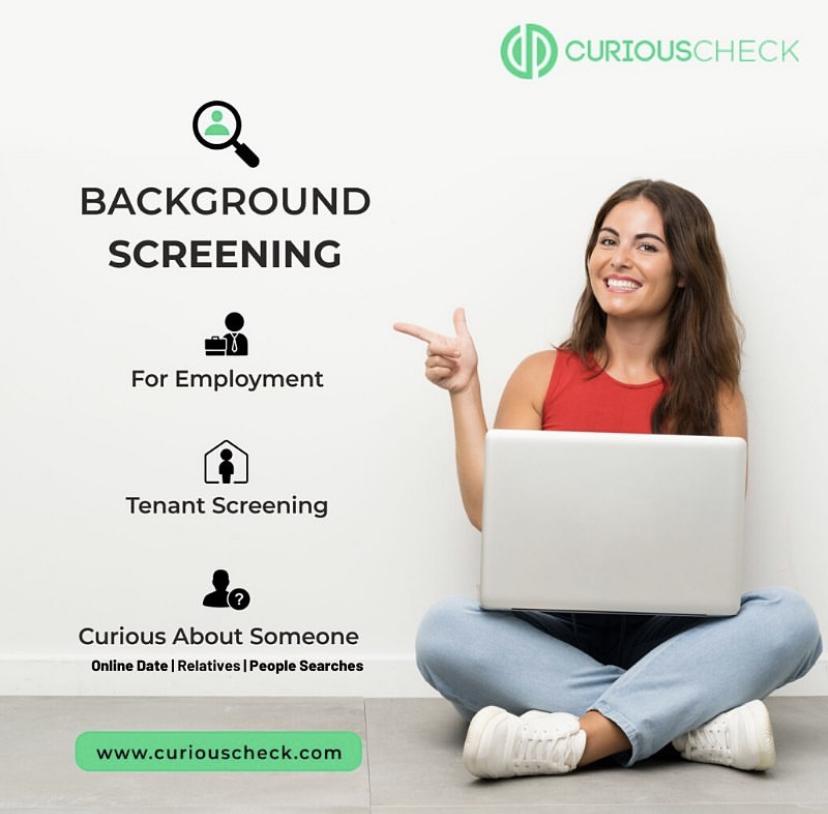 CURIOUSCHECK
BACKGROUND
SCREENING
For Employment
Tenant Screening
?
Curious About Someone
Online Date | Relatives | People Searches
www.curiouscheck.com